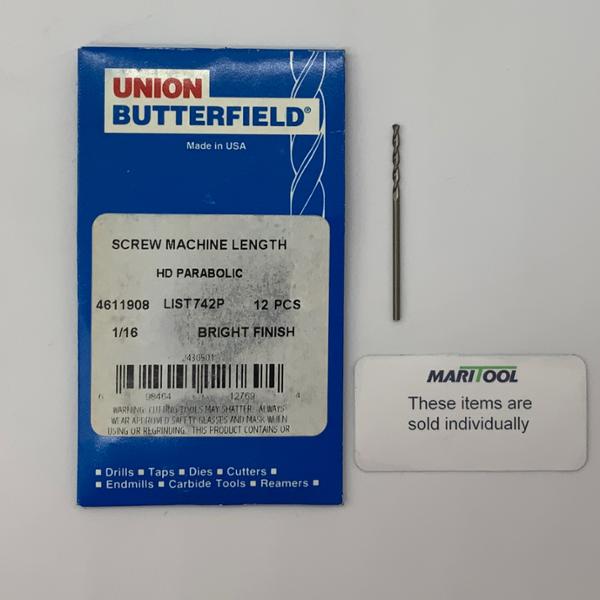 UNION
BUTTERFIELD®
Made in USA
SCREW MACHINE LENGTH
HD PARABOLIC
4611908 LIST742P 12 PCS
1/16 BRIGHT FINISH
J430501
6 98464 12769 4
WARNING: CUTTING TOOLS MAY SHATTER. ALWAYS
WEAR APPROVED SAFETY GLASSES AND MASK WHEN
USING OR REGRINDING. THIS PRODUCT CONTAINS OR
■ Drills ■ Taps ■ Dies ■ Cutters ■
■ Endmills ■ Carbide Tools ■ Reamers ■
MARITOOL
These items are
sold individually